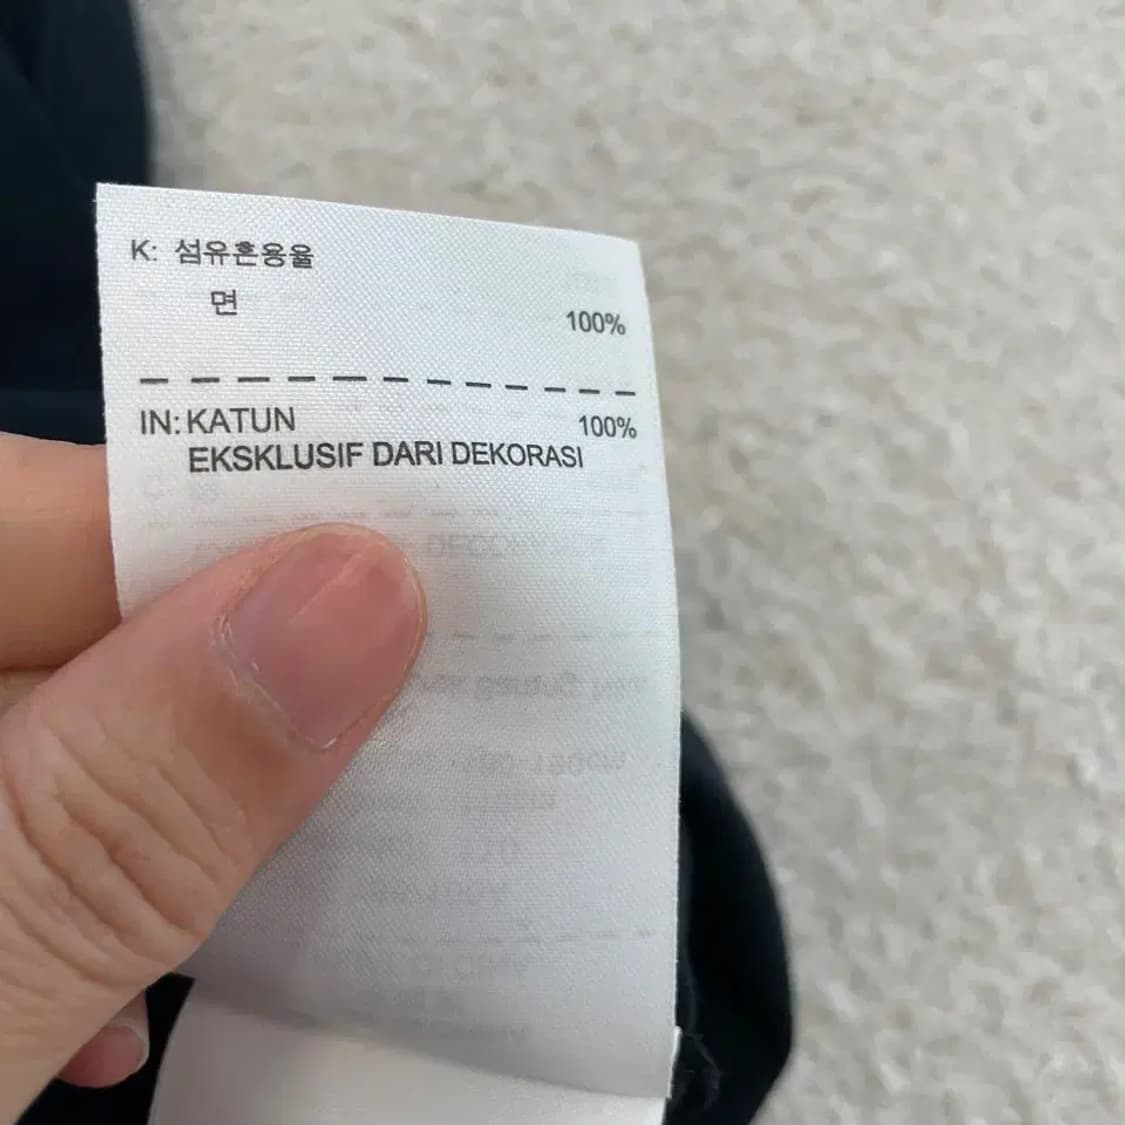 K: 섬유혼용율
면
100%
IN: KATUN 100%
EKSKLUSIF DARI DEKORASI